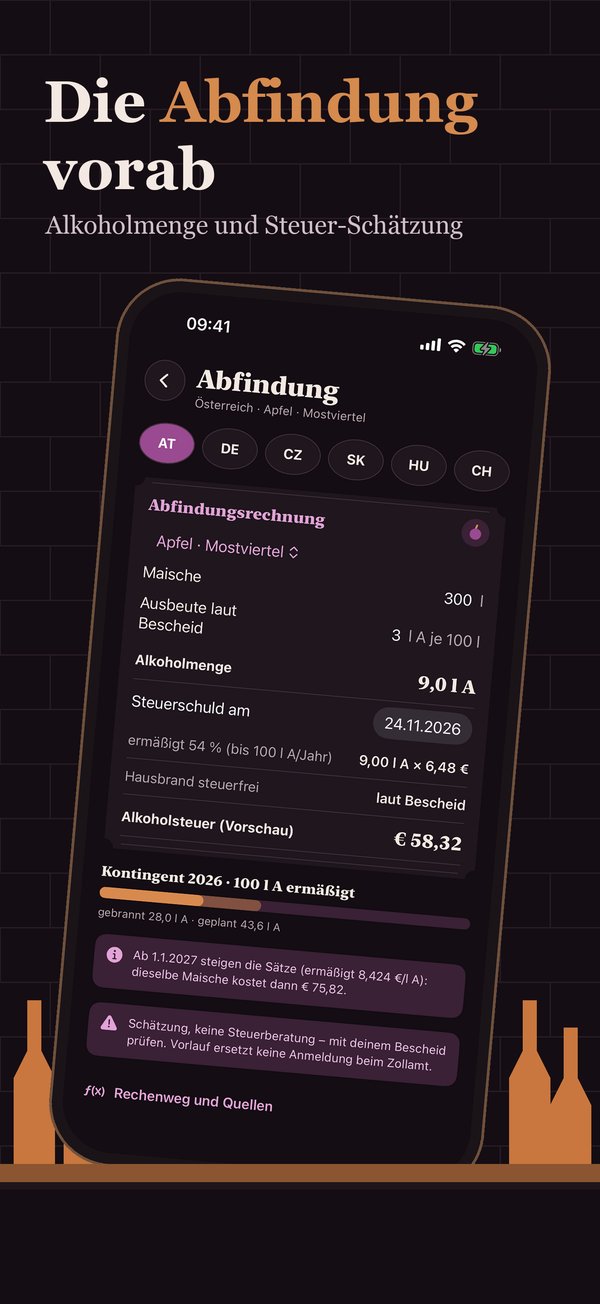 Die Abfindung
vorab
Alkoholmenge und Steuer-Schätzung
09:41
Abfindung
Österreich · Apfel · Mostviertel
AT DE CZ SK HU CH
Abfindungsrechnung
Apfel · Mostviertel
Maische 300 l
Ausbeute laut
Bescheid 3 l A je 100 l
Alkoholmenge 9,0 l A
Steuerschuld am 24.11.2026
ermäßigt 54 % (bis 100 l A/Jahr) 9,00 l A × 6,48 €
Hausbrand steuerfrei laut Bescheid
Alkoholsteuer (Vorschau) € 58,32
Kontingent 2026 · 100 l A ermäßigt
gebrannt 28,0 l A · geplant 43,6 l A
Ab 1.1.2027 steigen die Sätze (ermäßigt 8,424 €/l A):
dieselbe Maische kostet dann € 75,82.
Schätzung, keine Steuerberatung – mit deinem Bescheid
prüfen. Vorlauf ersetzt keine Anmeldung beim Zollamt.
f(x) Rechenweg und Quellen